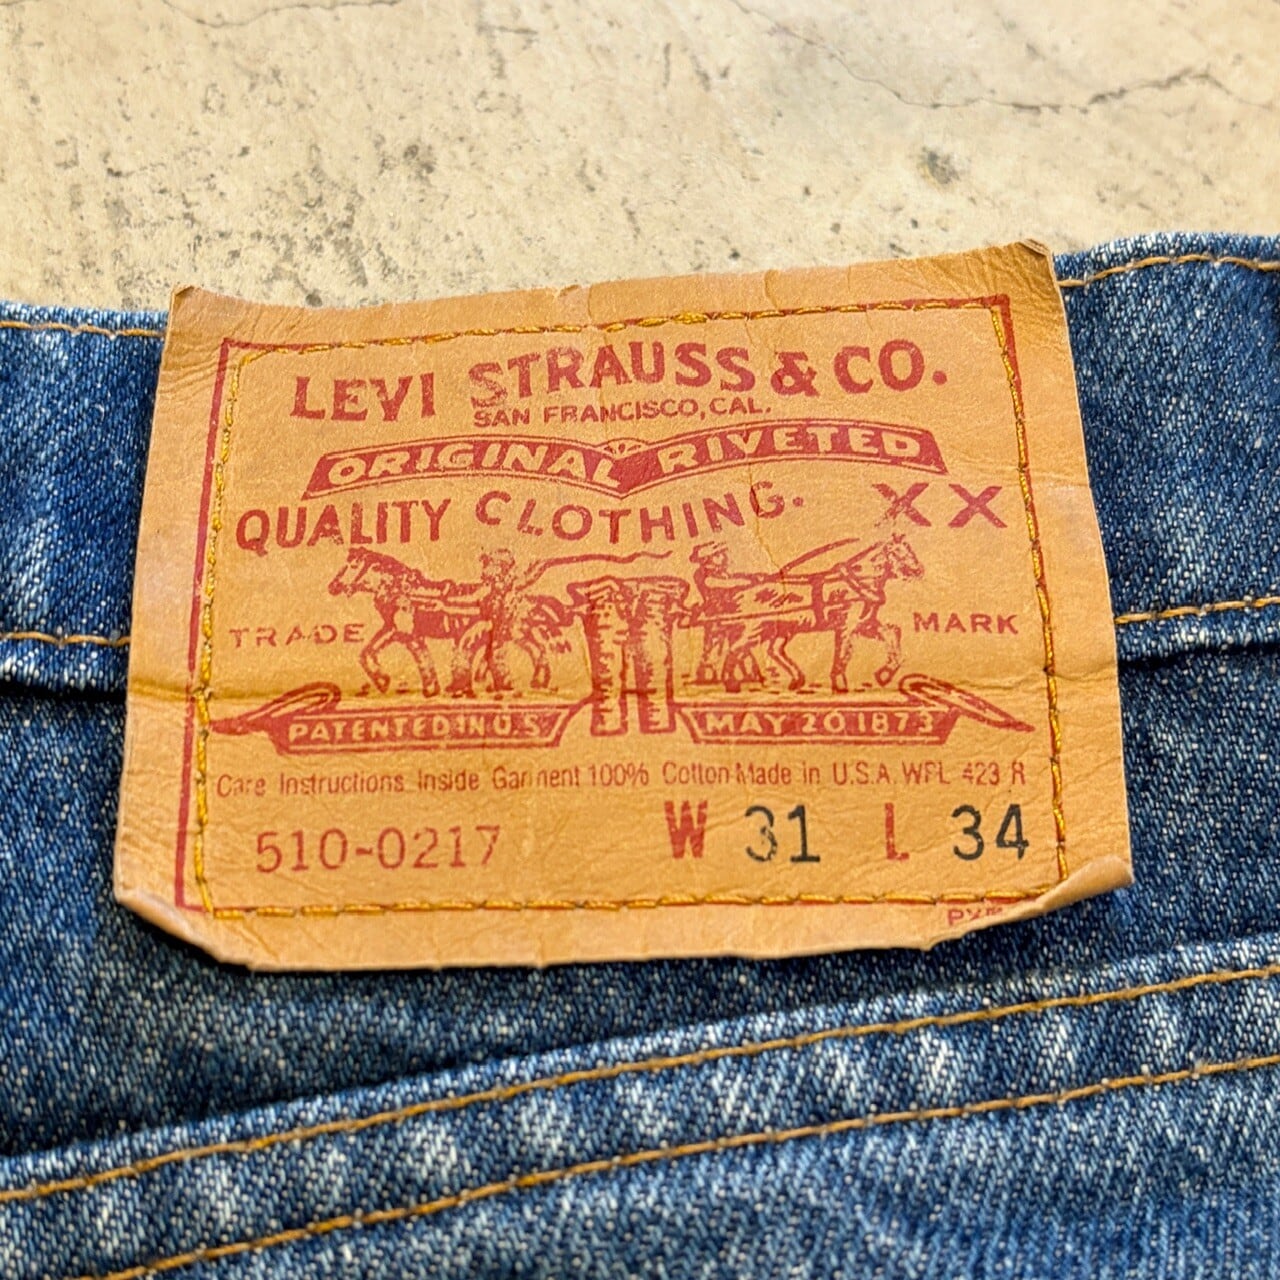 LEVI STRAUSS & CO.
SAN FRANCISCO, CAL.
ORIGINAL RIVETED
QUALITY CLOTHING. XX
TRADE MARK
PATENTED IN U.S MAY 20 1873
Care Instructions Inside Garment 100% Cotton Made in U.S.A. WPL 423 R
510-0217 W 31 L 34